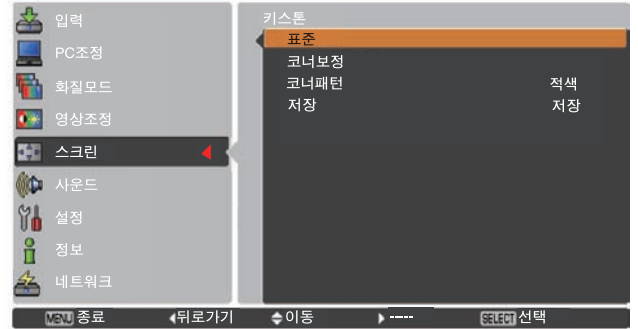 입력
PC조정
화질모드
영상조정
스크린
사운드
설정
정보
네트워크
키스톤
표준
코너보정
코너패턴 적색
저장 저장
MENU 종료 뒤로가기 이동 ----- SELECT 선택